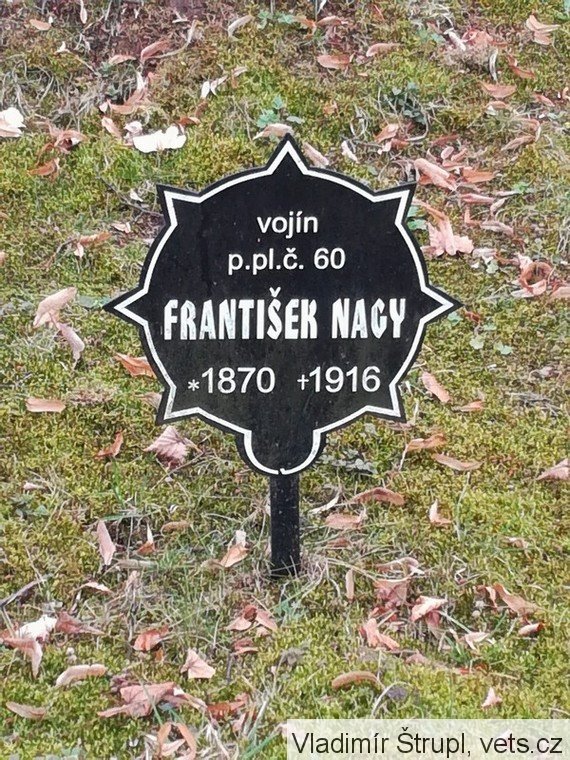 vojín
p.pl.č. 60
FRANTIŠEK NAGY
*1870 †1916
Vladimír Štrupl, vets.cz